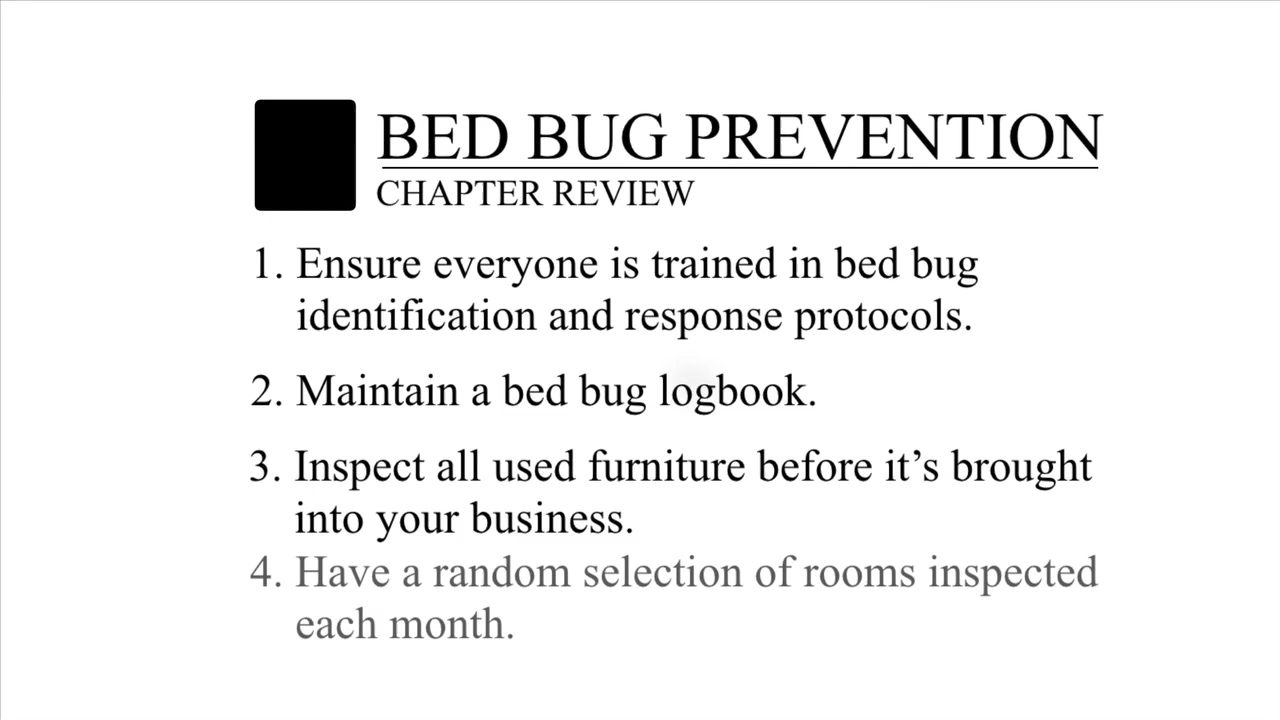 BED BUG PREVENTION
CHAPTER REVIEW
1. Ensure everyone is trained in bed bug
identification and response protocols.
2. Maintain a bed bug logbook.
3. Inspect all used furniture before it’s brought
into your business.
4. Have a random selection of rooms inspected
each month.